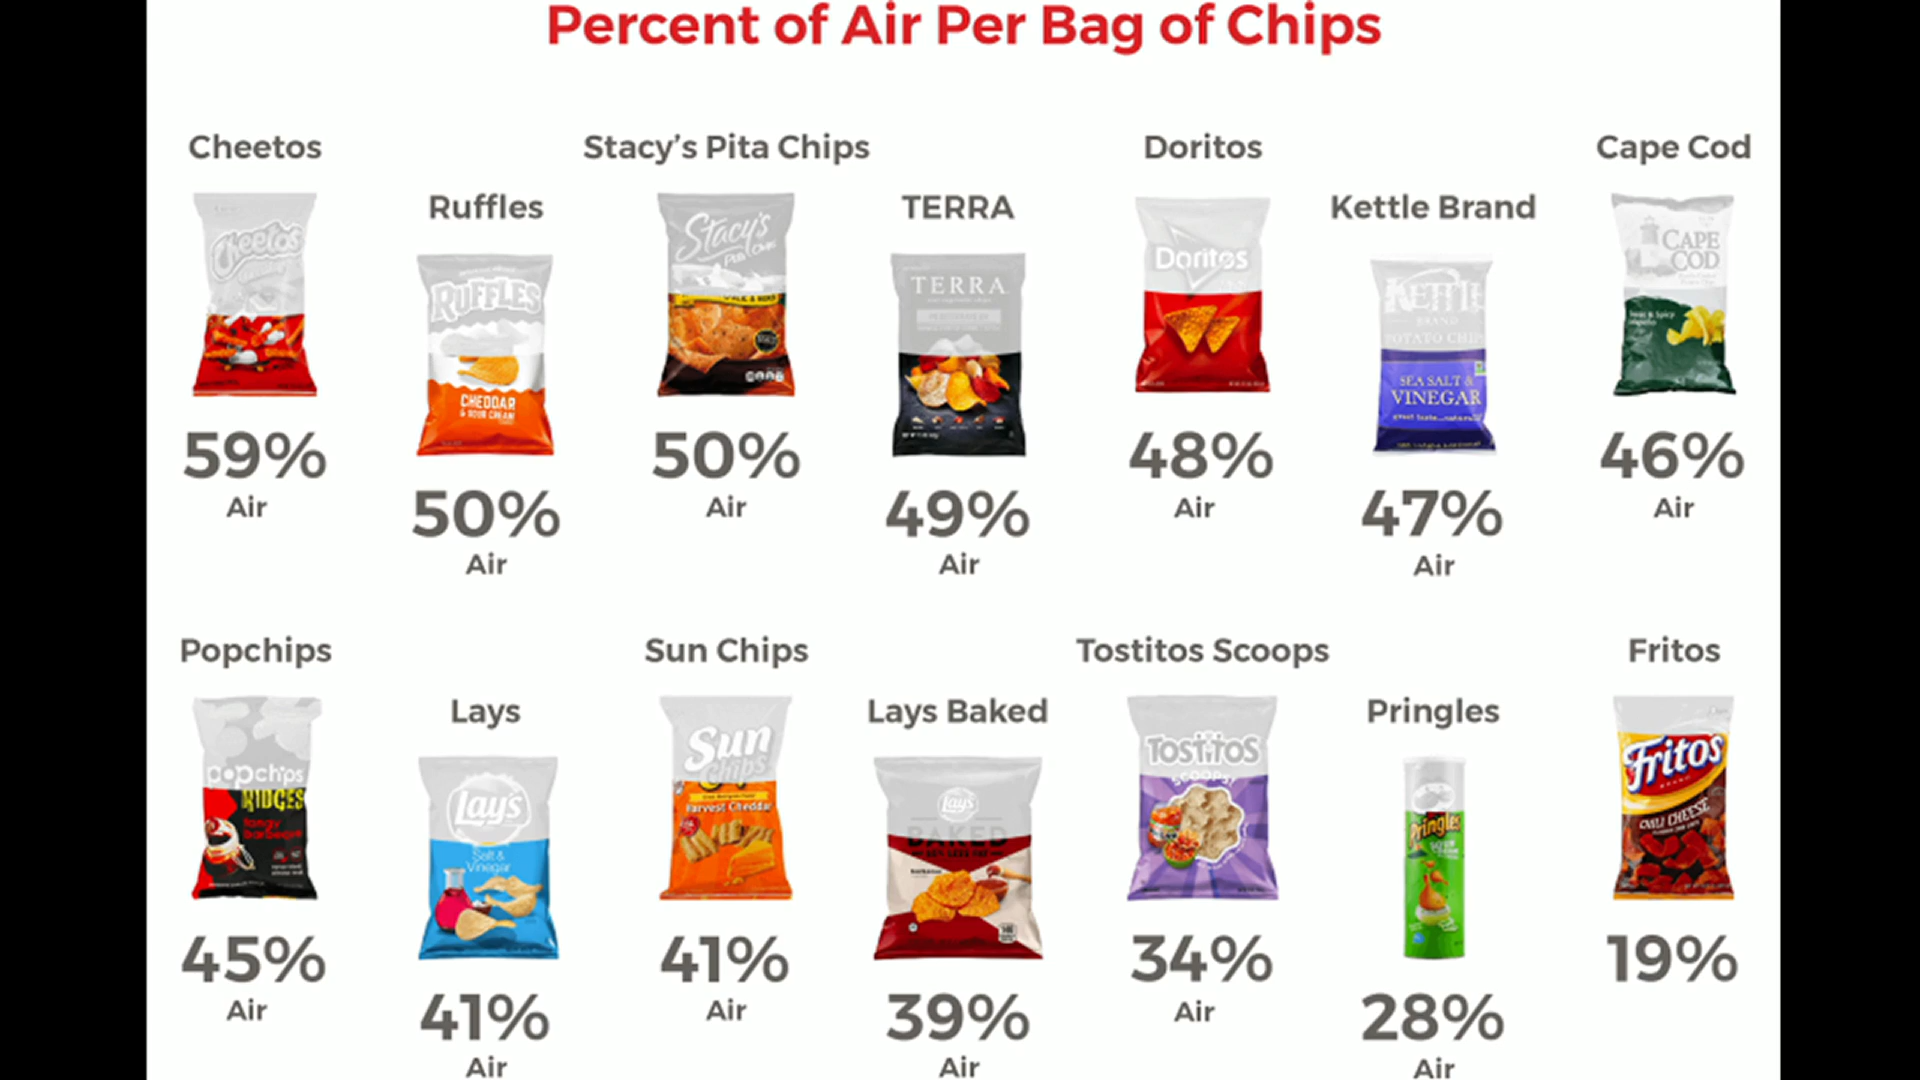 Percent of Air Per Bag of Chips
Cheetos
Ruffles
Stacy's Pita Chips
TERRA
Doritos
Kettle Brand
Cape Cod
Cheetos
RUFFLES
CHEDDAR
& SOUR CREAM
Stacy's
Pita Chips
TERRA
Doritos
KETTLE
BRAND
POTATO CHIPS
SEA SALT &
VINEGAR
CAPE
COD
59%
Air
50%
Air
50%
Air
49%
Air
48%
Air
47%
Air
46%
Air
Popchips
Lays
Sun Chips
Lays Baked
Tostitos Scoops
Pringles
Fritos
popchips
RIDGES
tangy
barbeque
Lay's
Salt &
Vinegar
Sun
Chips
Harvest Cheddar
Lay's
BAKED
TOSTITOS
SCOOPS!
Pringles
Fritos
CHILI CHEESE
45%
Air
41%
Air
41%
Air
39%
Air
34%
Air
28%
Air
19%